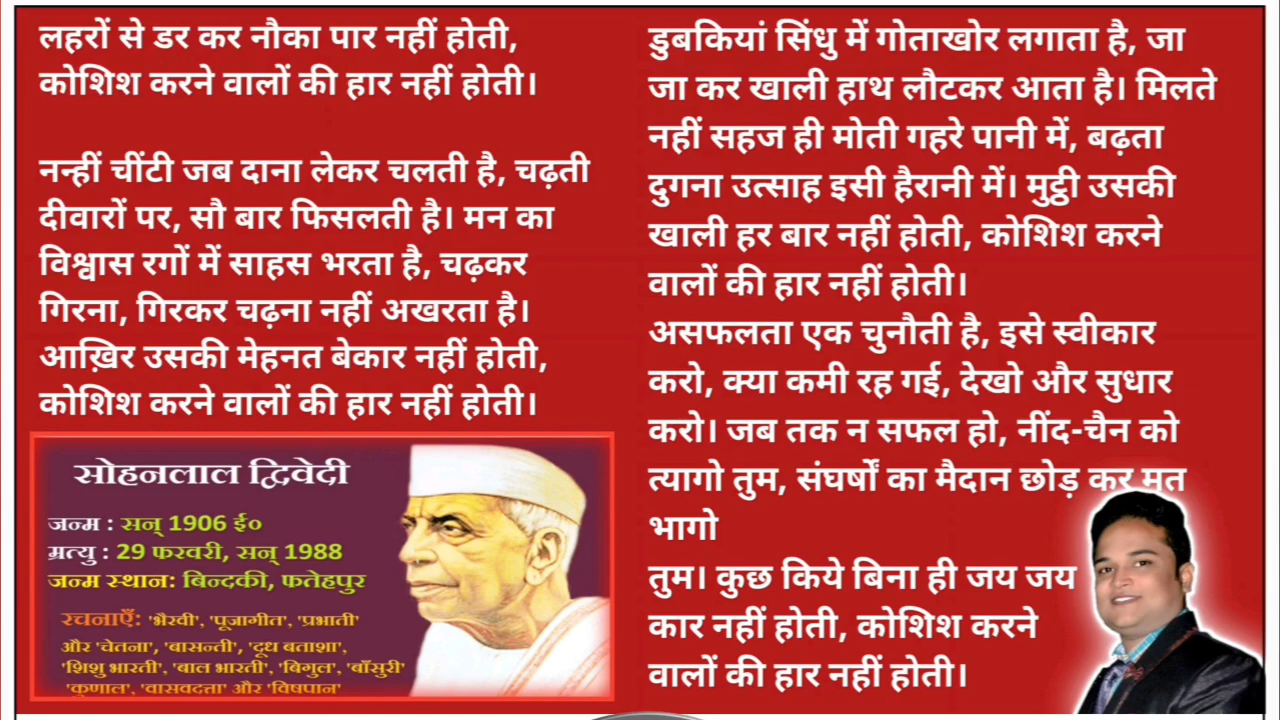 लहरों से डर कर नौका पार नहीं होती,
कोशिश करने वालों की हार नहीं होती।
नन्हीं चींटी जब दाना लेकर चलती है, चढ़ती
दीवारों पर, सौ बार फिसलती है। मन का
विश्वास रगों में साहस भरता है, चढ़कर
गिरना, गिरकर चढ़ना नहीं अखरता है।
आख़िर उसकी मेहनत बेकार नहीं होती,
कोशिश करने वालों की हार नहीं होती।
सोहनलाल द्विवेदी
जन्म : सन् 1906 ई०
म्रत्यु : 29 फरवरी, सन् 1988
जन्म स्थान: बिन्दकी, फतेहपुर
रचनाएँ: 'भैरवी', 'पूजागीत', 'प्रभाती'
और 'चेतना', 'बासन्ती', 'दूध बताशा',
'शिशु भारती', 'बाल भारती', 'बिगुल', 'बाँसुरी'
'कुणाल', 'वासवदत्ता' और 'विषपान'
डुबकियां सिंधु में गोताखोर लगाता है, जा
जा कर खाली हाथ लौटकर आता है। मिलते
नहीं सहज ही मोती गहरे पानी में, बढ़ता
दुगना उत्साह इसी हैरानी में। मुट्ठी उसकी
खाली हर बार नहीं होती, कोशिश करने
वालों की हार नहीं होती।
असफलता एक चुनौती है, इसे स्वीकार
करो, क्या कमी रह गई, देखो और सुधार
करो। जब तक न सफल हो, नींद-चैन को
त्यागो तुम, संघर्षों का मैदान छोड़ कर मत
भागो
तुम। कुछ किये बिना ही जय जय
कार नहीं होती, कोशिश करने
वालों की हार नहीं होती।